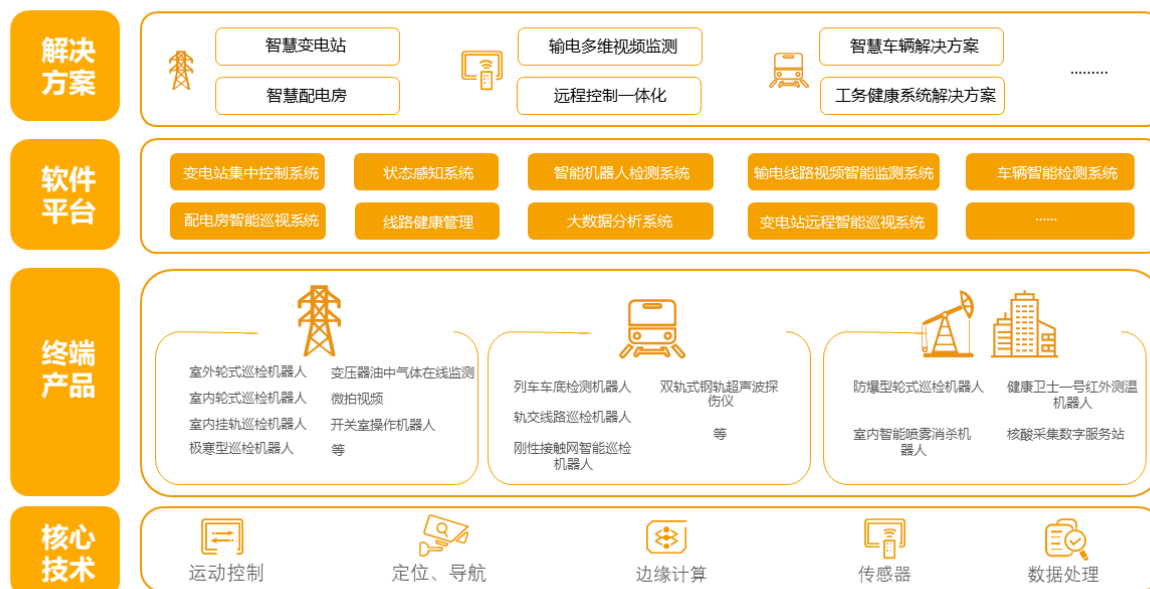 解决
方案
智慧变电站
输电多维视频监测
智慧车辆解决方案
智慧配电房
远程控制一体化
工务健康系统解决方案
.........
软件
平台
变电站集中控制系统
状态感知系统
智能机器人检测系统
输电线路视频智能监测系统
车辆智能检测系统
配电房智能巡视系统
线路健康管理
大数据分析系统
变电站远程智能巡视系统
......
终端
产品
室外轮式巡检机器人
室内轮式巡检机器人
室内挂轨巡检机器人
极寒型巡检机器人
变压器油中气体在线监测
微拍视频
开关室操作机器人
等
列车车底检测机器人
轨交线路巡检机器人
刚性接触网智能巡检
机器人
双轨式钢轨超声波探
伤仪
等
防爆型轮式巡检机器人
室内智能喷雾消杀机
器人
健康卫士一号红外测温
机器人
核酸采集数字服务站
核心
技术
运动控制
定位、导航
边缘计算
传感器
数据处理